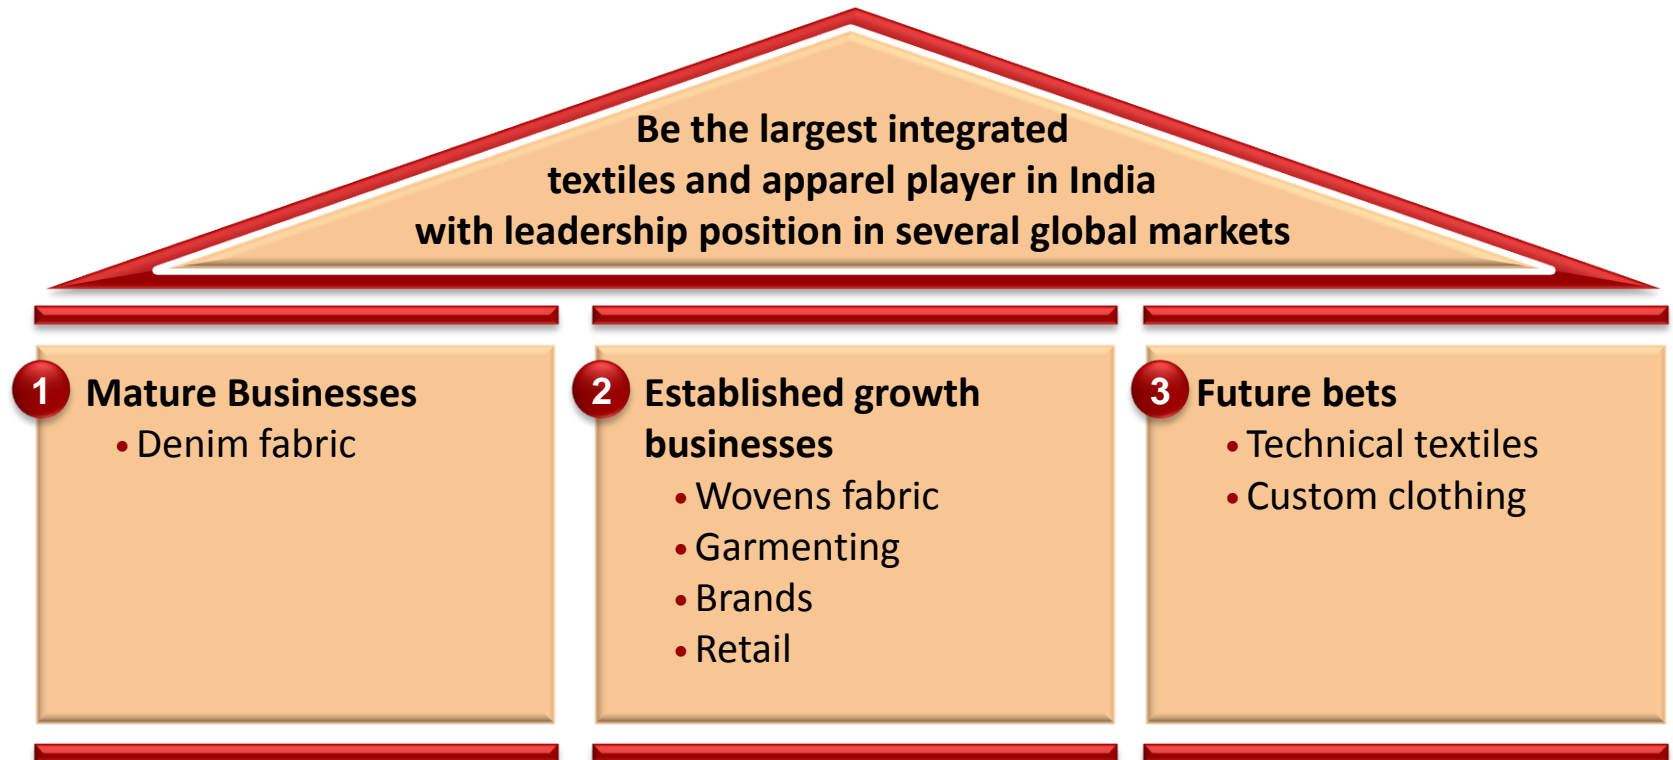 Be the largest integrated
textiles and apparel player in India
with leadership position in several global markets
1 Mature Businesses
• Denim fabric
2 Established growth
businesses
• Wovens fabric
• Garmenting
• Brands
• Retail
3 Future bets
• Technical textiles
• Custom clothing